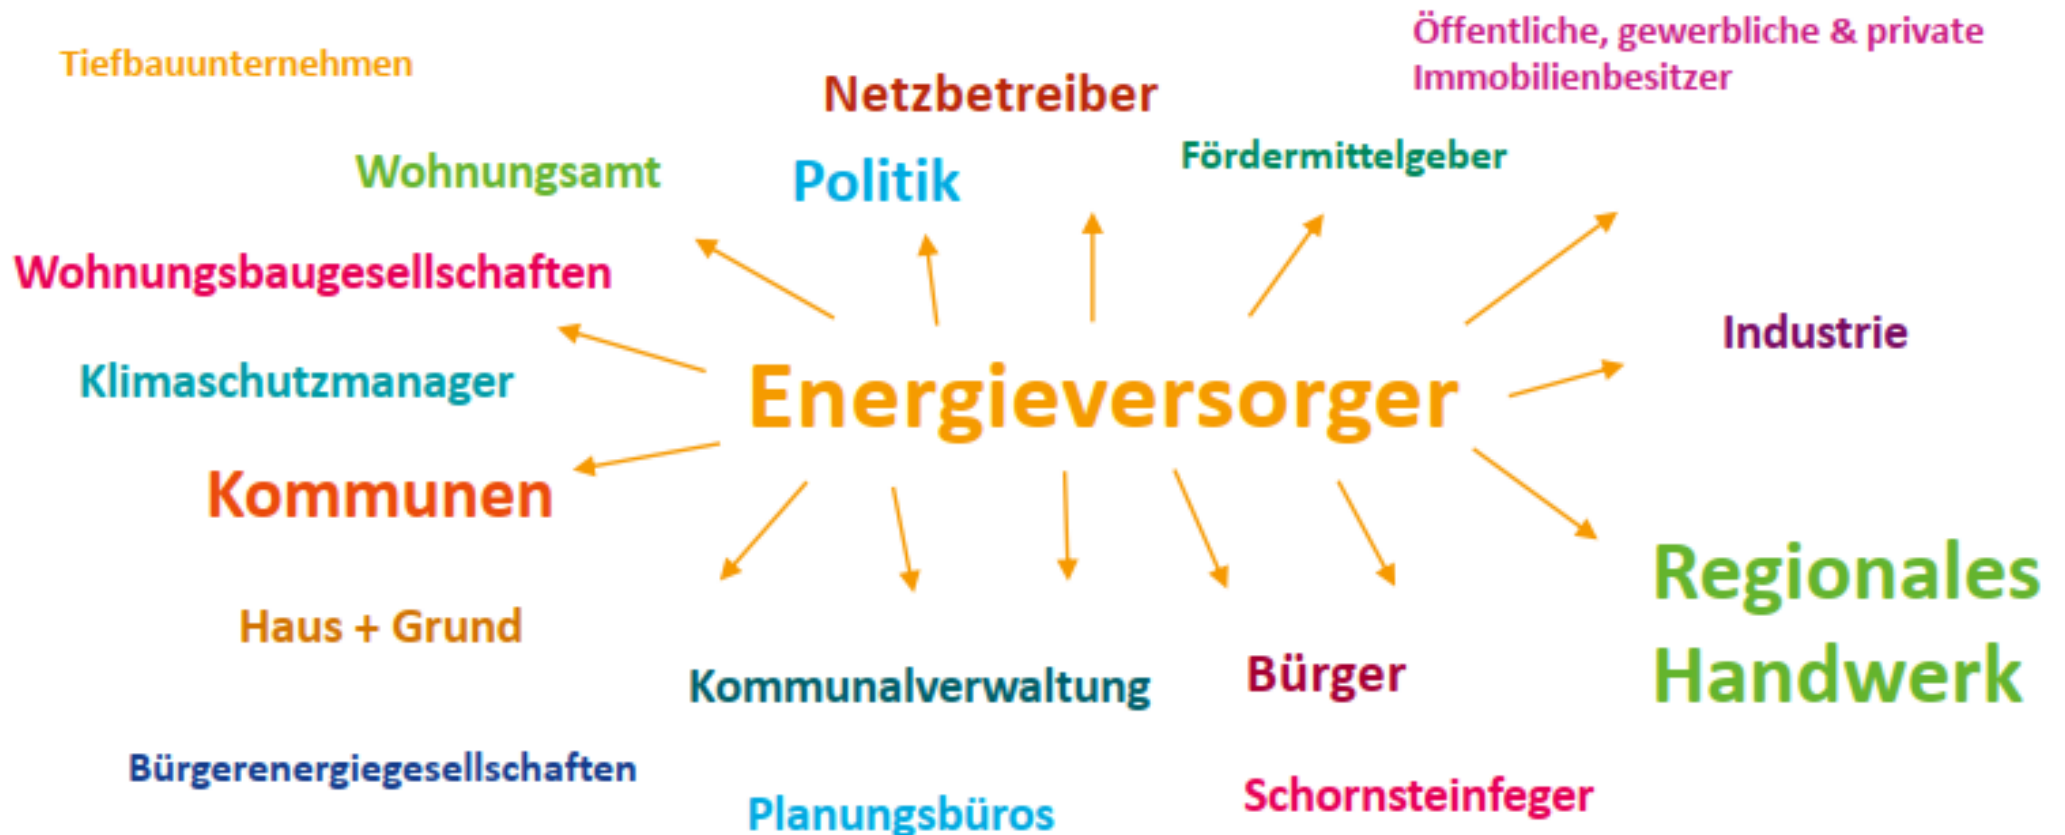 Öffentliche, gewerbliche & private
Immobilienbesitzer
Tiefbauunternehmen
Netzbetreiber
Fördermittelgeber
Wohnungsamt
Politik
Wohnungsbaugesellschaften
Industrie
Klimaschutzmanager
Energieversorger
Kommunen
Regionales
Handwerk
Haus + Grund
Kommunalverwaltung
Bürger
Bürgerenergiegesellschaften
Schornsteinfeger
Planungsbüros